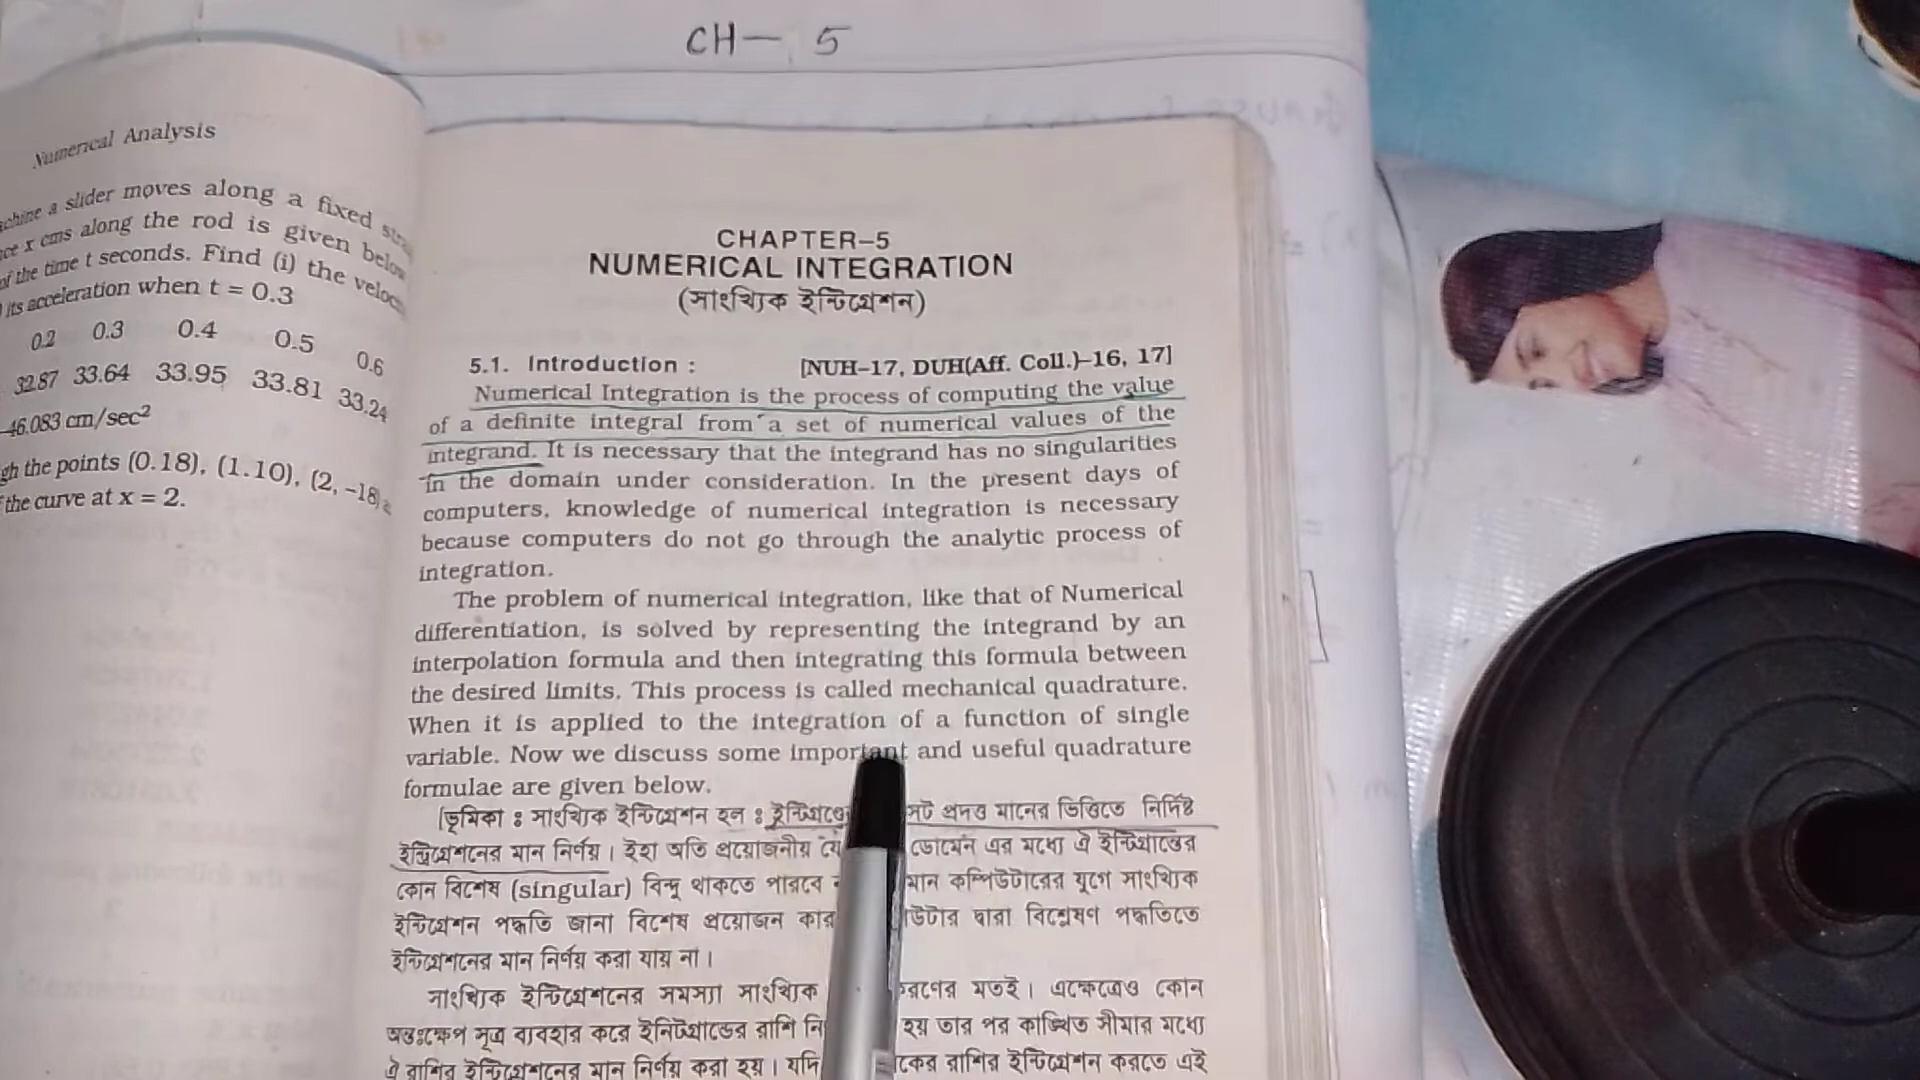 CH- 5
Numerical Analysis
a slider moves along a fixed
x cms along the rod is given below
of the time t seconds. Find (i) the
its acceleration when t = 0.3
0.2 0.3 0.4 0.5 0.6
32.87 33.64 33.95 33.81 33.24
46.083 cm/sec²
the points (0.18), (1.10), (2, -18)
the curve at x = 2.
CHAPTER-5
NUMERICAL INTEGRATION
(সাংখ্যিক ইন্টিগ্রেশন)
5.1. Introduction : [NUH-17, DUH(Aff. Coll.)-16, 17]
Numerical Integration is the process of computing the value
of a definite integral from a set of numerical values of the
integrand. It is necessary that the integrand has no singularities
in the domain under consideration. In the present days of
computers, knowledge of numerical integration is necessary
because computers do not go through the analytic process of
integration.
The problem of numerical integration, like that of Numerical
differentiation, is solved by representing the integrand by an
interpolation formula and then integrating this formula between
the desired limits. This process is called mechanical quadrature.
When it is applied to the integration of a function of single
variable. Now we discuss some important and useful quadrature
formulae are given below.
[ভূমিকা : সাংখ্যিক ইন্টিগ্রেশন হল : প্রদত্ত মানের ভিত্তিতে নির্দিষ্ট
ইন্টিগ্রেশনের মান নির্ণয়। ইহা অতি প্রয়োজনীয় ডোমেন এর মধ্যে ঐ ইন্টিগ্রান্ডের
কোন বিশেষ (singular) বিন্দু থাকতে পারবে কম্পিউটারের যুগে সাংখ্যিক
ইন্টিগ্রেশন পদ্ধতি জানা বিশেষ প্রয়োজন দ্বারা বিশ্লেষণ পদ্ধতিতে
ইন্টিগ্রেশনের মান নির্ণয় করা যায় না।
সাংখ্যিক ইন্টিগ্রেশনের সমস্যা সাংখ্যিক মতই। এক্ষেত্রেও কোন
অন্তঃক্ষেপ সূত্র ব্যবহার করে রাশি হয় তার পর কাঙ্খিত সীমার মধ্যে
ঐ রাশির ইন্টিগ্রেশনের মান নির্ণয় করা হয়। যদি রাশির ইন্টিগ্রেশন করতে এই